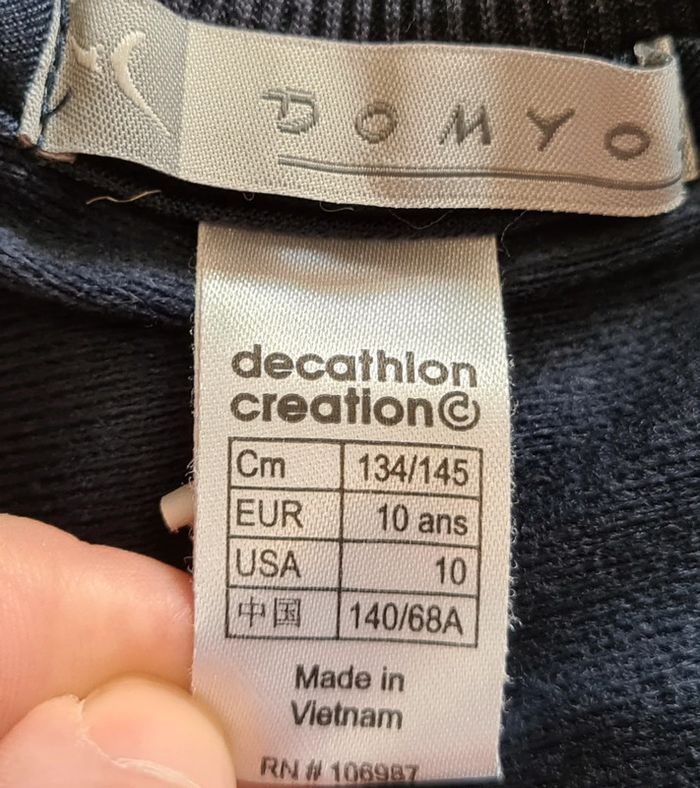 DOMYO
decathlon
creation©
Cm 134/145
EUR 10 ans
USA 10
中国 140/68A
Made in
Vietnam
RN # 106987